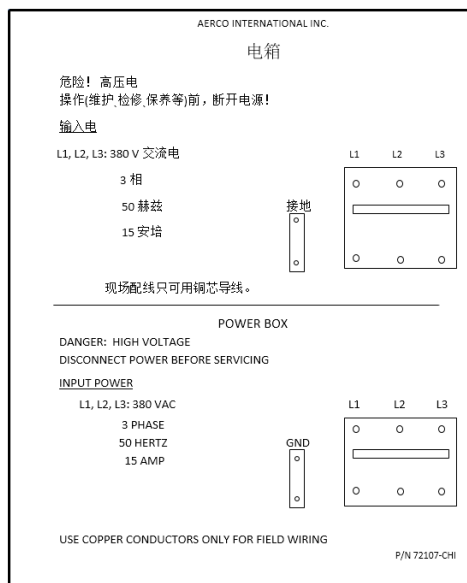 AERCO INTERNATIONAL INC.
电箱
危险！高压电
操作(维护,检修,保养等)前，断开电源！
输入电
L1, L2, L3: 380 V 交流电
L1 L2 L3
3 相
50 赫兹
接地
15 安培
现场配线只可用铜芯导线。
POWER BOX
DANGER: HIGH VOLTAGE
DISCONNECT POWER BEFORE SERVICING
INPUT POWER
L1, L2, L3: 380 VAC
L1 L2 L3
3 PHASE
50 HERTZ
GND
15 AMP
USE COPPER CONDUCTORS ONLY FOR FIELD WIRING
P/N 72107-CHI